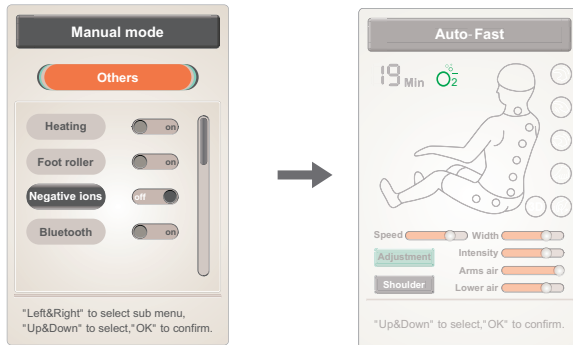 Manual mode
Others
Heating
on
Foot roller
on
Negative ions
off
Bluetooth
on
"Left&Right" to select sub menu,
"Up&Down" to select,"OK" to confirm.
Auto-Fast
19 Min O2
Speed
Width
Adjustment
Intensity
Arms air
Shoulder
Lower air
"Up&Down" to select,"OK" to confirm.